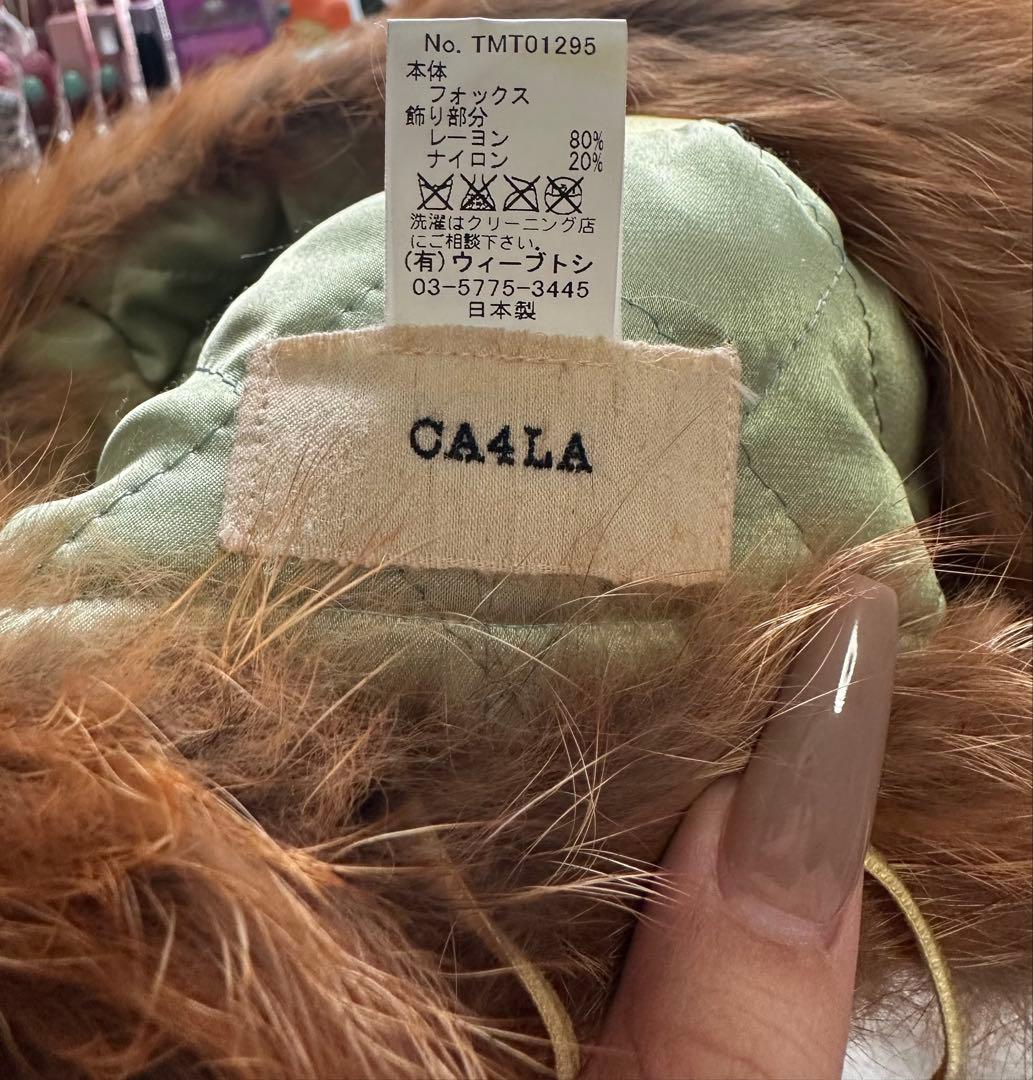 No. TMT01295
本体
フォックス
飾り部分
レーヨン 80%
ナイロン 20%
洗濯はクリーニング店
にご相談下さい。
(有)ウィーブトシ
03-5775-3445
日本製
CA4LA